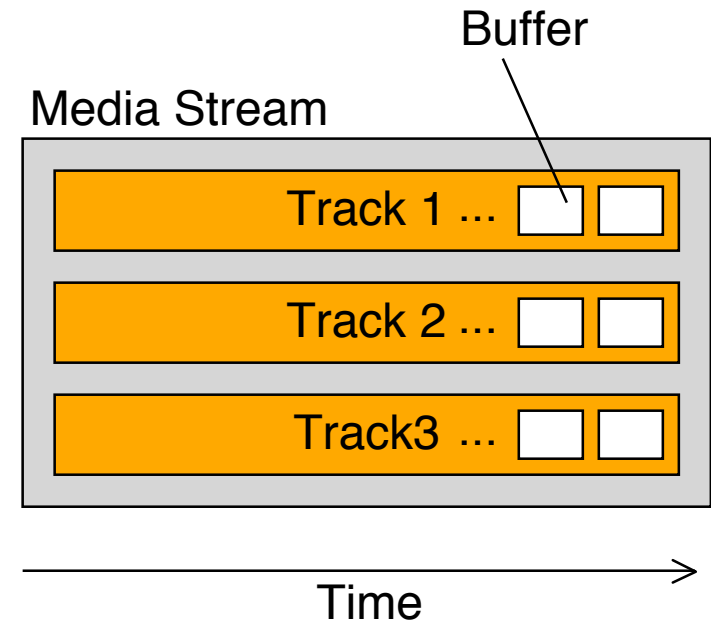 Buffer
Media Stream
Track 1 ...
Track 2 ...
Track3 ...
Time